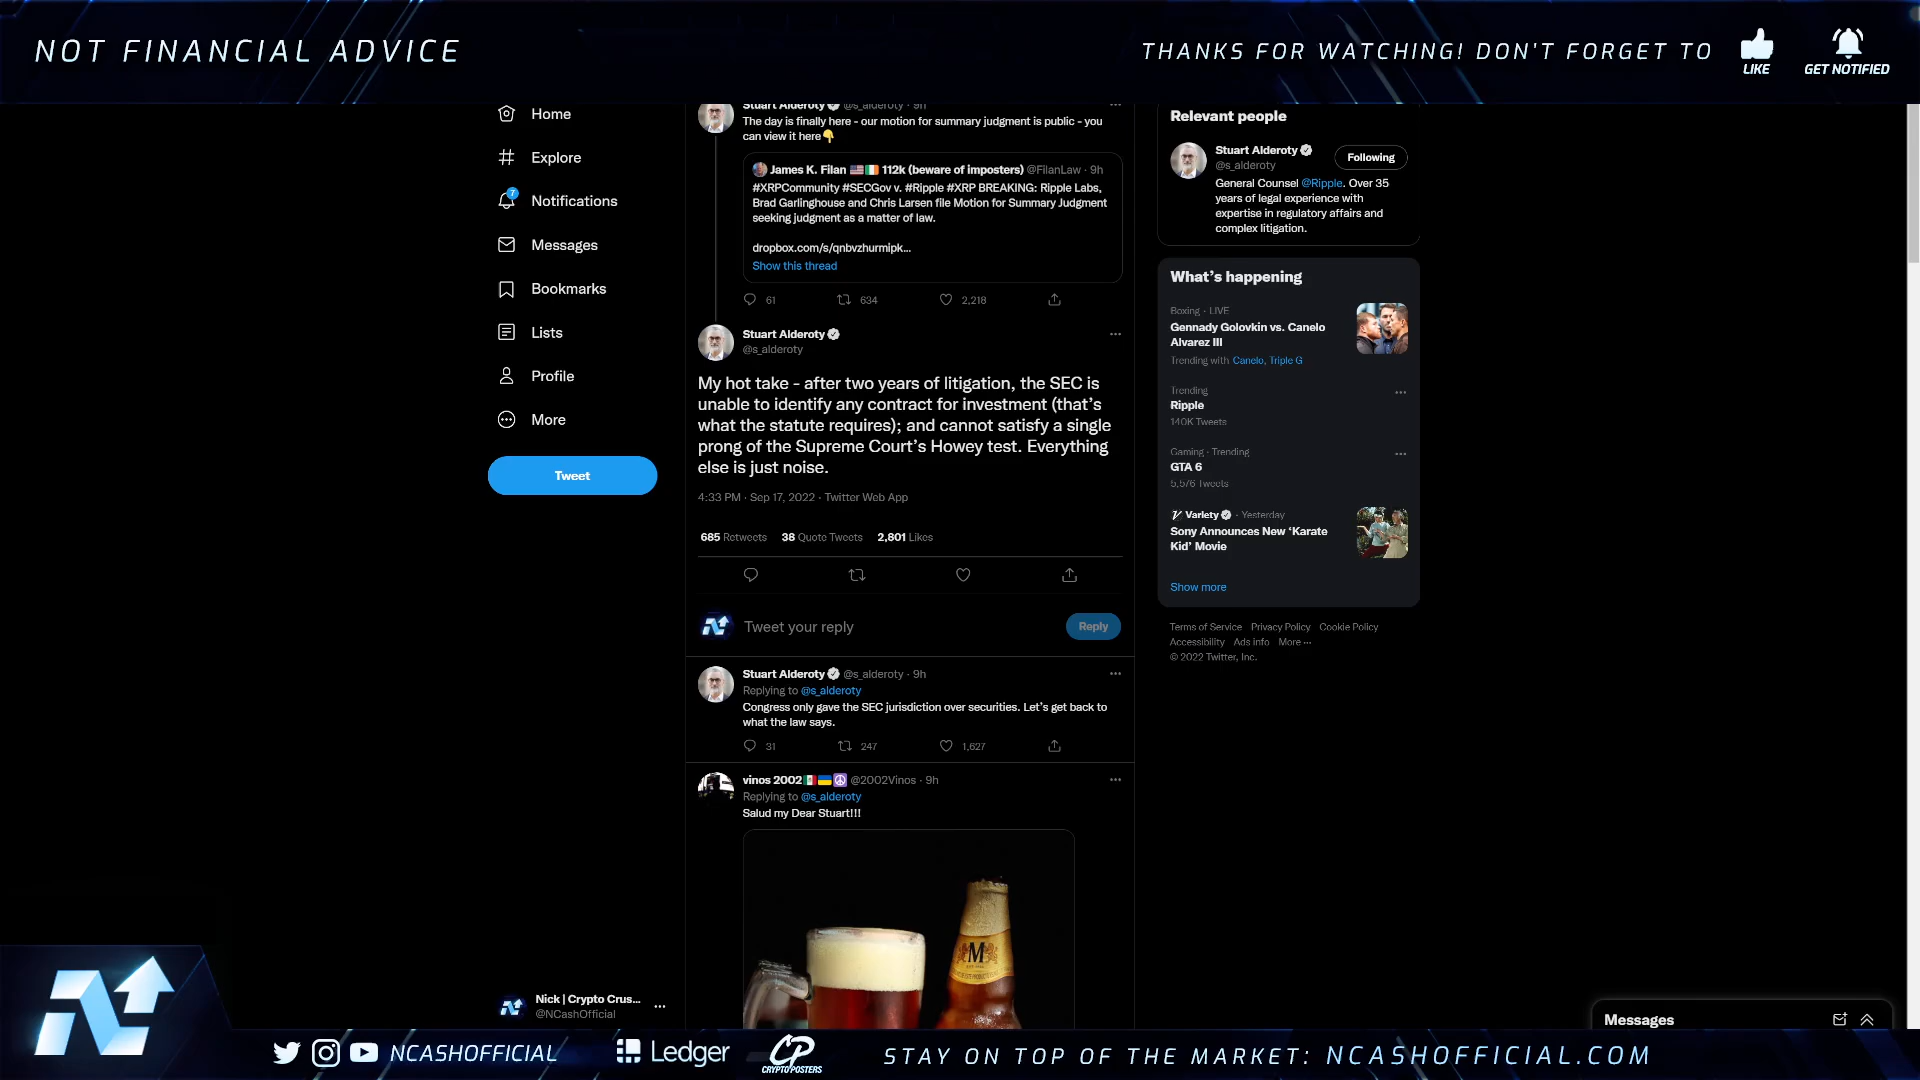 NOT FINANCIAL ADVICE
THANKS FOR WATCHING! DON'T FORGET TO
LIKE
GET NOTIFIED
Home
Explore
7
Notifications
Messages
Bookmarks
Lists
Profile
More
Tweet
Nick | Crypto Crus...
@NCashOfficial
Stuart Alderoty @s_alderoty · 9h
The day is finally here - our motion for summary judgment is public - you
can view it here👇
James K. Filan 🇺🇸🇮🇪 112k (beware of imposters) @FilanLaw · 9h
#XRPCommunity #SECGov v. #Ripple #XRP BREAKING: Ripple Labs,
Brad Garlinghouse and Chris Larsen file Motion for Summary Judgment
seeking judgment as a matter of law.
dropbox.com/s/qnbvzhurmipk...
Show this thread
61 634 2,218
Stuart Alderoty
@s_alderoty
My hot take - after two years of litigation, the SEC is
unable to identify any contract for investment (that's
what the statute requires); and cannot satisfy a single
prong of the Supreme Court's Howey test. Everything
else is just noise.
4:33 PM · Sep 17, 2022 · Twitter Web App
685 Retweets 38 Quote Tweets 2,801 Likes
Tweet your reply
Reply
Stuart Alderoty @s_alderoty · 9h
Replying to @s_alderoty
Congress only gave the SEC jurisdiction over securities. Let's get back to
what the law says.
31 247 1,627
vinos 2002🇲🇽🇺🇦☮ @2002Vinos · 9h
Replying to @s_alderoty
Salud my Dear Stuart!!!
M
Relevant people
Stuart Alderoty
@s_alderoty
Following
General Counsel @Ripple. Over 35
years of legal experience with
expertise in regulatory affairs and
complex litigation.
What's happening
Boxing · LIVE
Gennady Golovkin vs. Canelo
Alvarez III
Trending with Canelo, Triple G
Trending
Ripple
140K Tweets
Gaming · Trending
GTA 6
5,576 Tweets
Variety · Yesterday
Sony Announces New 'Karate
Kid' Movie
Show more
Terms of Service Privacy Policy Cookie Policy
Accessibility Ads info More ···
© 2022 Twitter, Inc.
Messages
NCASHOFFICIAL
Ledger
CP
CRYPTOPOSTERS
STAY ON TOP OF THE MARKET: NCASHOFFICIAL.COM